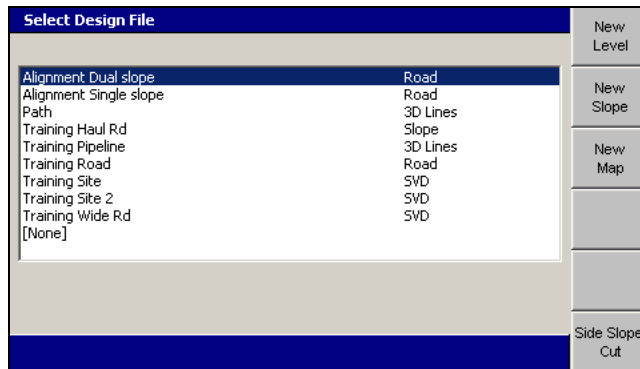 Select Design File
Alignment Dual slope Road
Alignment Single slope Road
Path 3D Lines
Training Haul Rd Slope
Training Pipeline 3D Lines
Training Road Road
Training Site SVD
Training Site 2 SVD
Training Wide Rd SVD
[None]
New
Level
New
Slope
New
Map
Side Slope
Cut